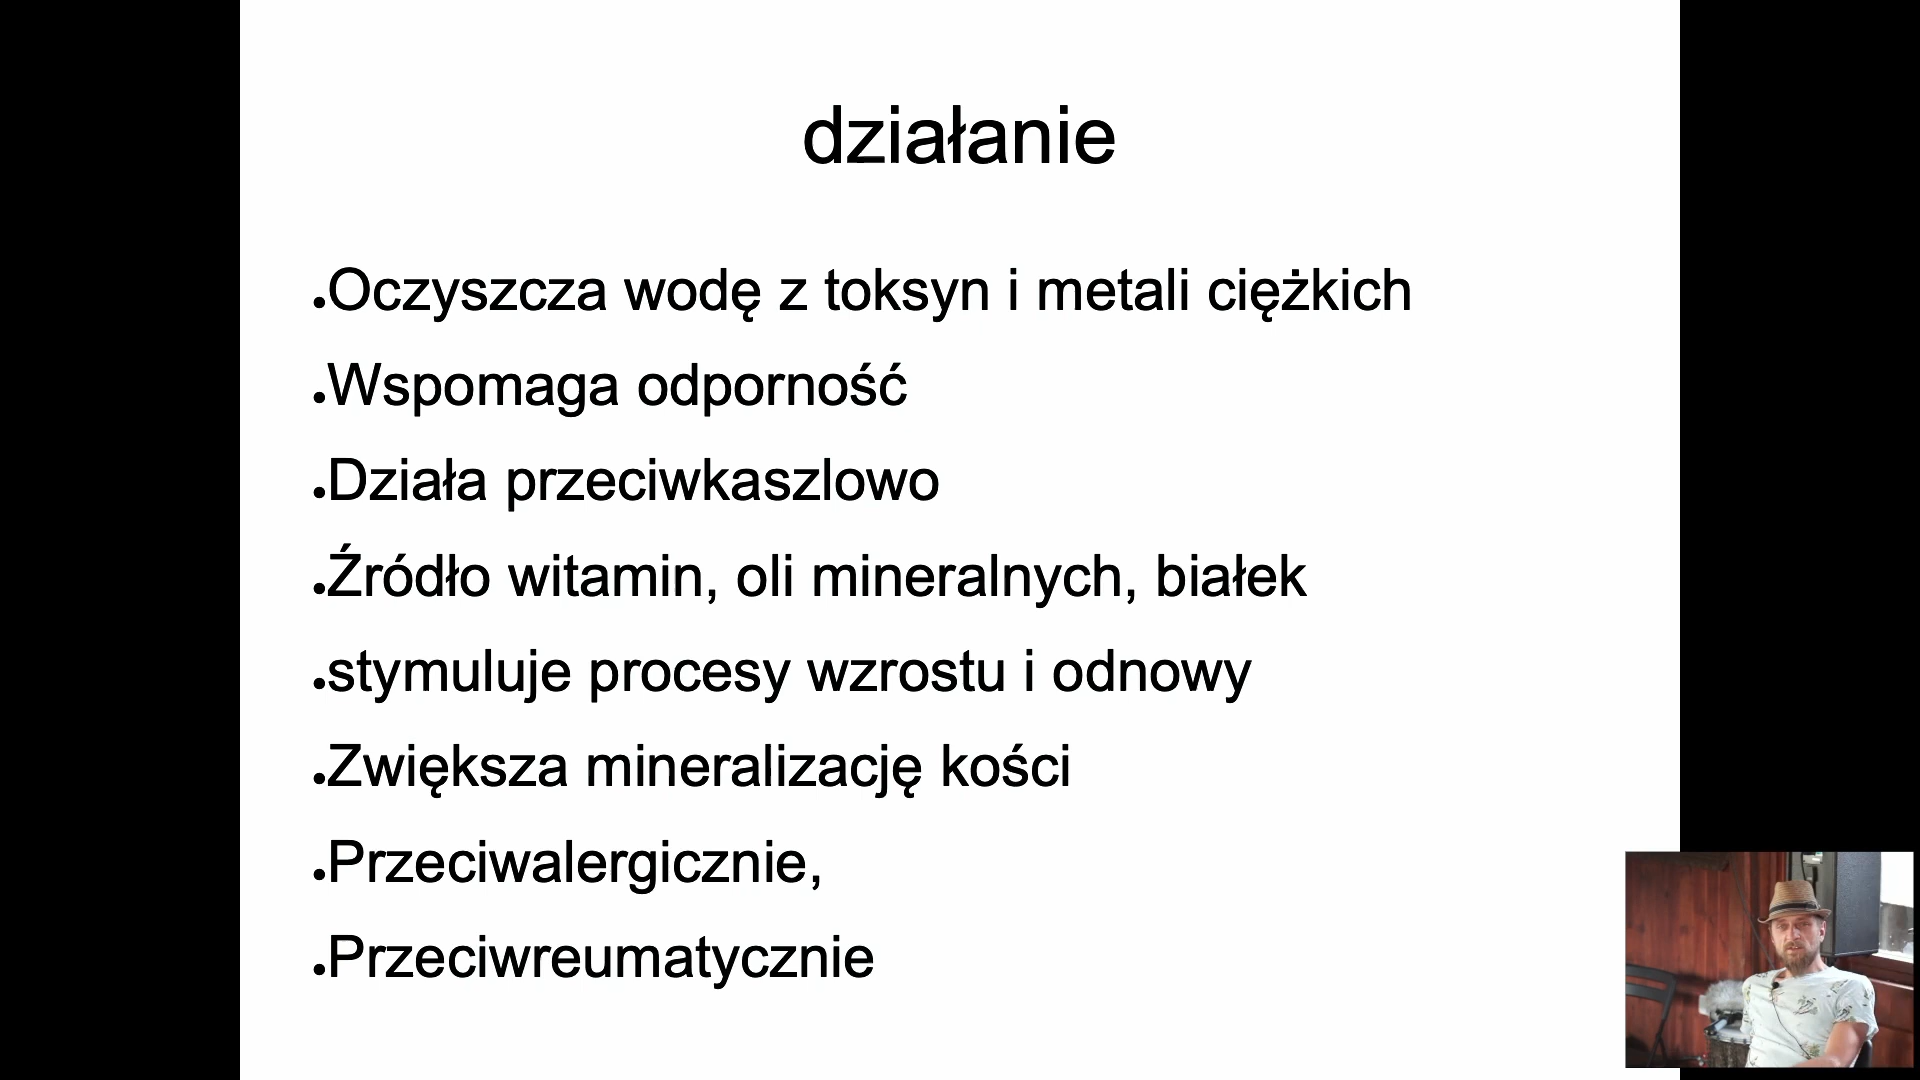 działanie
Oczyszcza wodę z toksyn i metali ciężkich
Wspomaga odporność
Działa przeciwkaszlowo
Źródło witamin, oli mineralnych, białek
stymuluje procesy wzrostu i odnowy
Zwiększa mineralizację kości
Przeciwalergicznie,
Przeciwreumatycznie